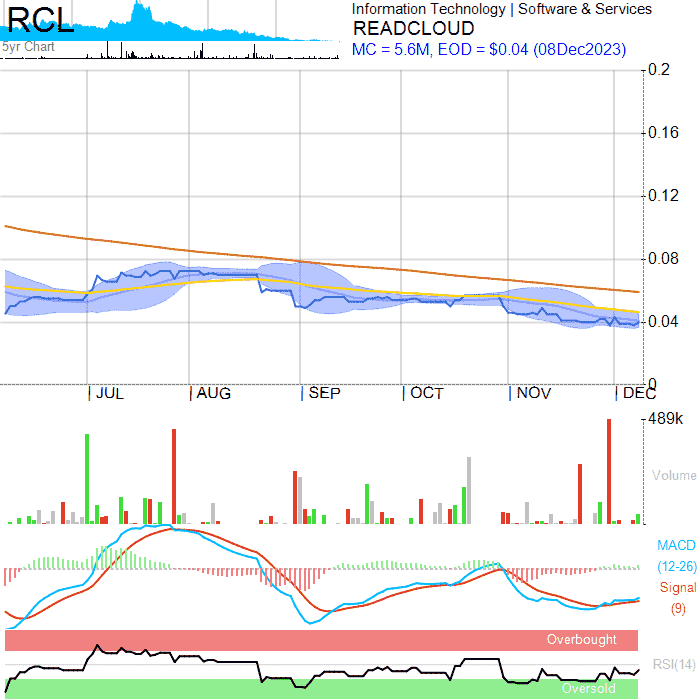 RCL
5yr Chart
Information Technology | Software & Services
READCLOUD
MC = 5.6M, EOD = $0.04 (08Dec2023)
0.2
0.16
0.12
0.08
0.04
0
JUL AUG SEP OCT NOV DEC
489k
Volume
MACD
(12-26)
Signal
(9)
Overbought
RSI(14)
Oversold